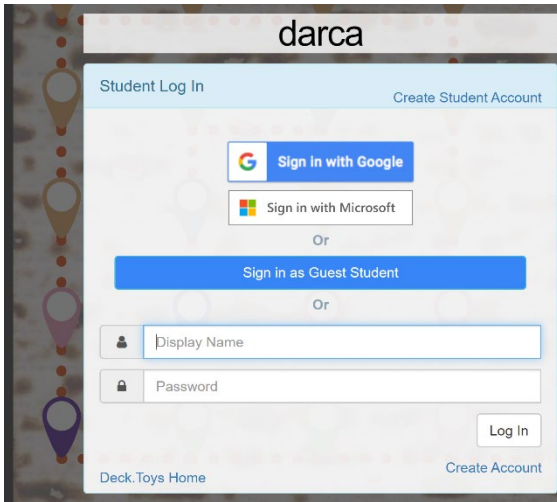 darca
Student Log In
Create Student Account
Sign in with Google
Sign in with Microsoft
Or
Sign in as Guest Student
Or
Display Name
Password
Log In
Create Account
Deck.Toys Home